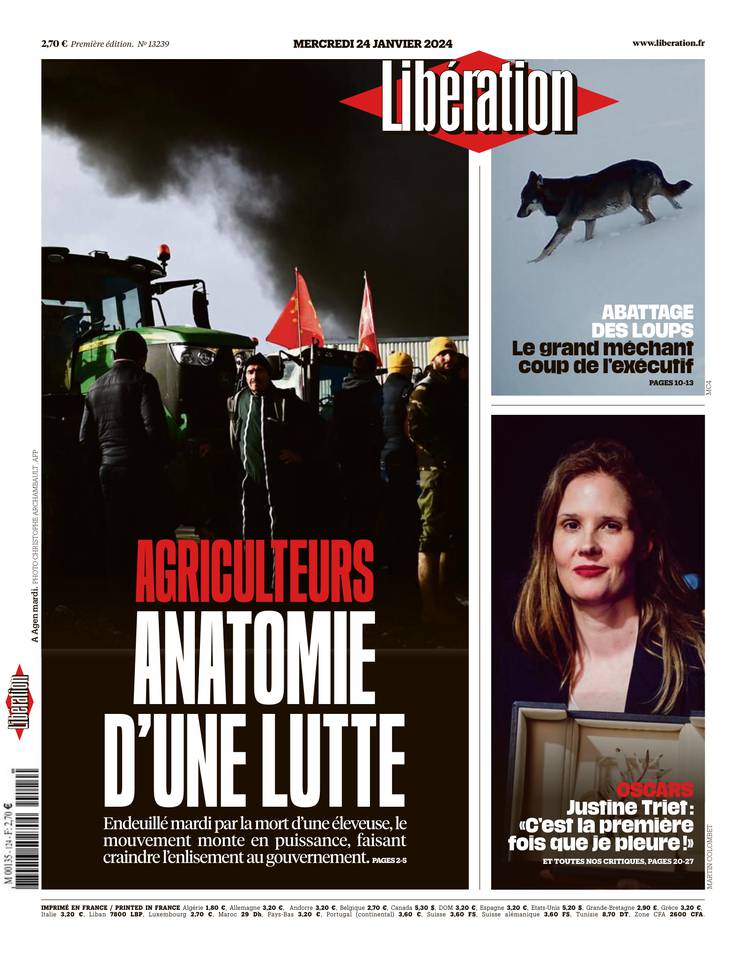 2,70 € Première édition. Nº 13239
MERCREDI 24 JANVIER 2024
www.liberation.fr
Libération
ABATTAGE
DES LOUPS
Le grand méchant
coup de l'exécutif
PAGES 10-13
MC4
AGRICULTEURS
ANATOMIE
D'UNE LUTTE
Endeuillé mardi par la mort d'une éleveuse, le
mouvement monte en puissance, faisant
craindre l'enlisement au gouvernement. PAGES 2-5
A Agen mardi. PHOTO CHRISTOPHE ARCHAMBAULT. AFP
Libération
M 00135 - 124 - F: 2,70 €
OSCARS
Justine Triet :
«C'est la première
fois que je pleure !»
ET TOUTES NOS CRITIQUES, PAGES 20-27
MARTIN COLOMBET
IMPRIMÉ EN FRANCE / PRINTED IN FRANCE Algérie 1,80 €, Allemagne 3,20 €, Andorre 3,20 €, Belgique 2,70 €, Canada 5,30 $, DOM 3,20 €, Espagne 3,20 €, Etats-Unis 5,20 $, Grande-Bretagne 2,90 £, Grèce 3,20 €,
Italie 3,20 €, Liban 7800 LBP, Luxembourg 2,70 €, Maroc 29 Dh, Pays-Bas 3,20 €, Portugal (continental) 3,60 €, Suisse 3,60 FS, Suisse alémanique 3,60 FS, Tunisie 8,70 DT, Zone CFA 2600 CFA.